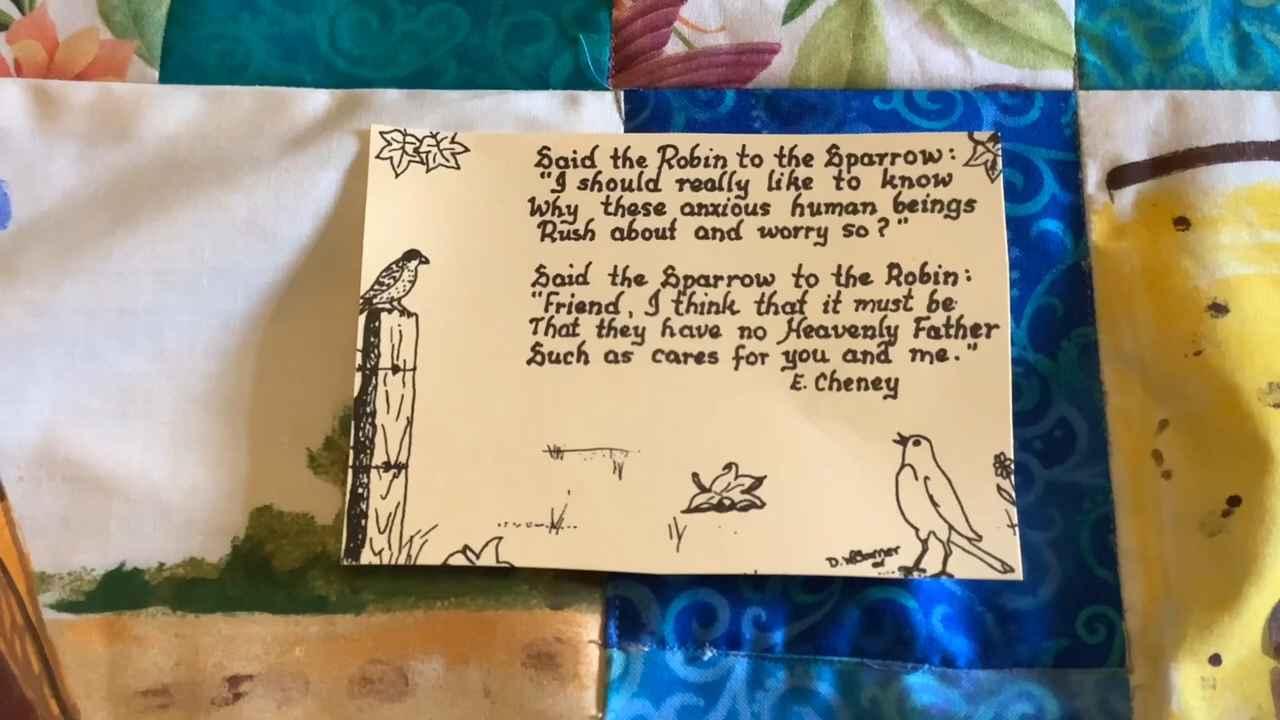 Said the Robin to the Sparrow:
"I should really like to know
Why these anxious human beings
Rush about and worry so?"
Said the Sparrow to the Robin:
"Friend, I think that it must be
That they have no Heavenly Father
Such as cares for you and me."
E. Cheney
D.